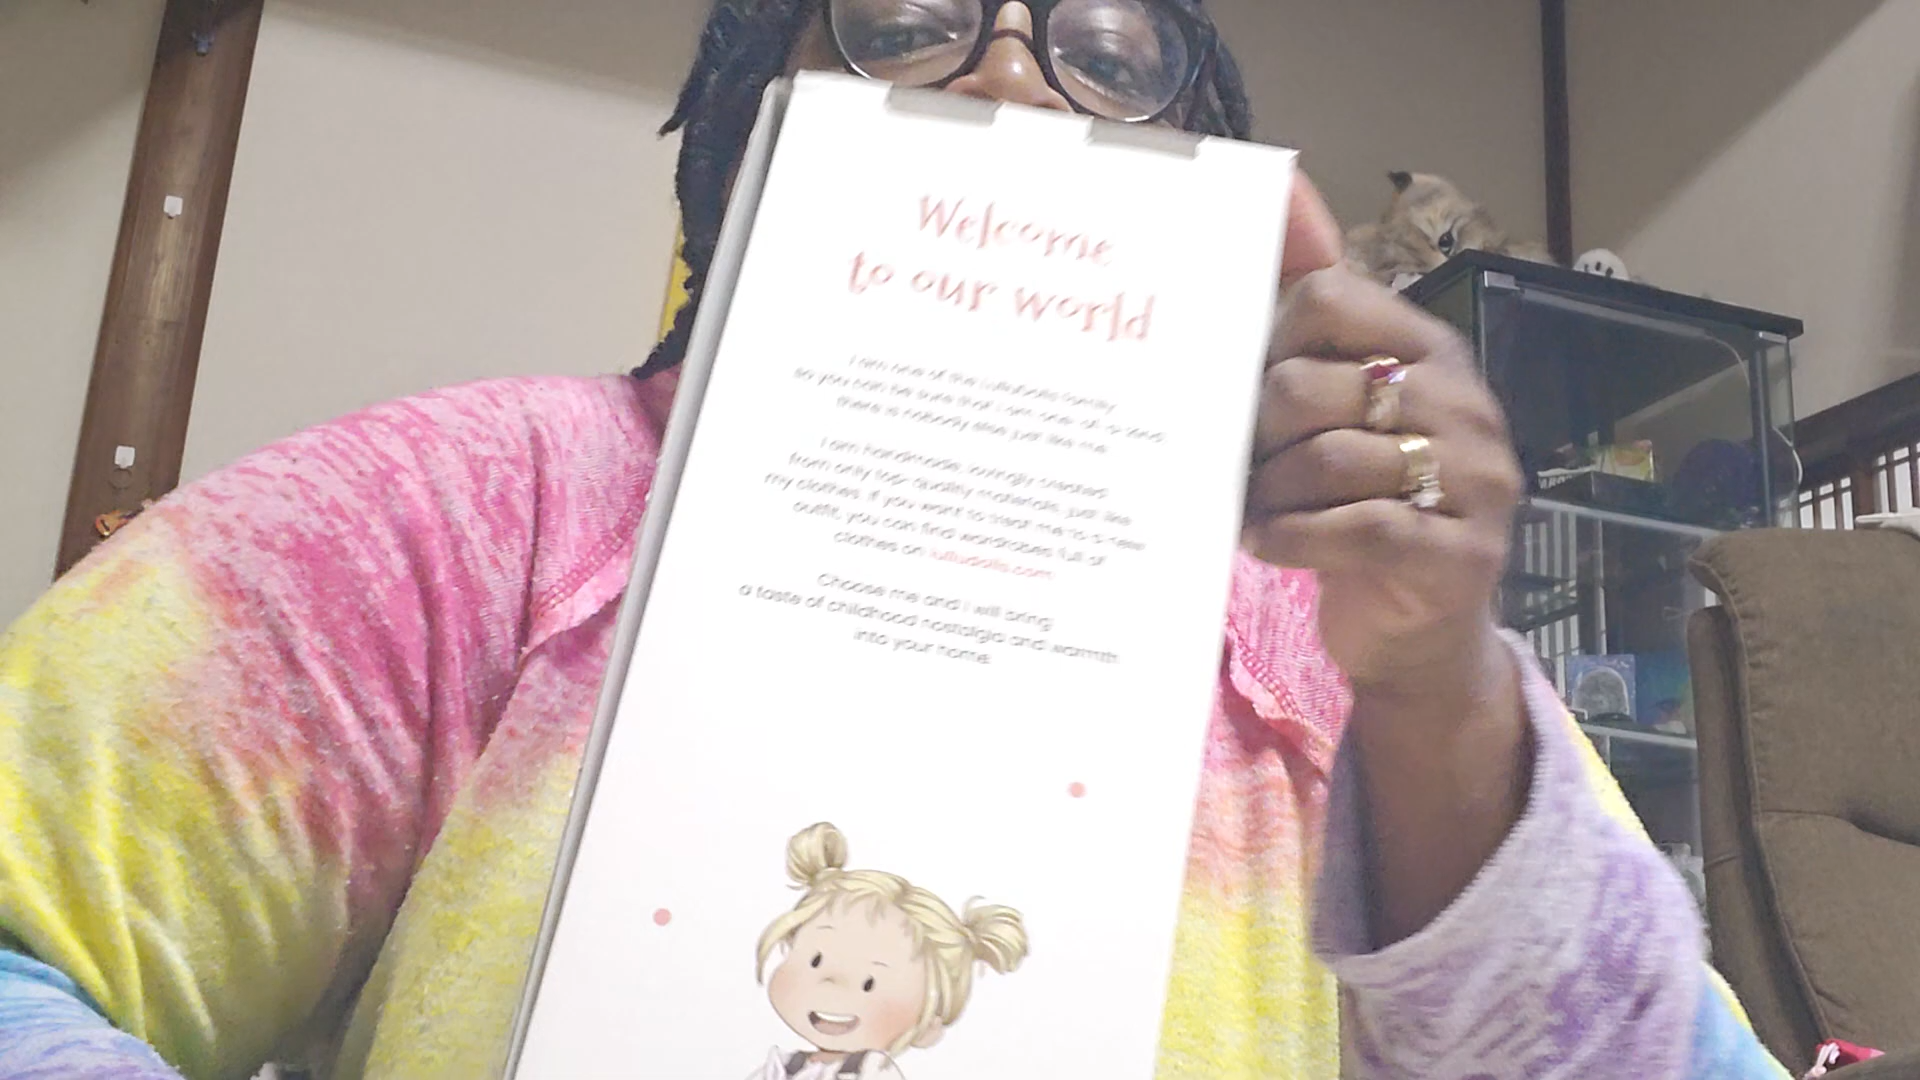 Welcome
to our world
I am one of the Lulludolls family
so you can be sure that I am one of a kind,
there is nobody else just like me.
I am handmade, lovingly created
from only top-quality materials, just like
my clothes. If you want to treat me to a new
outfit, you can find wardrobes full of
clothes on lulludolls.com
Choose me and I will bring
a taste of childhood nostalgia and warmth
into your home.